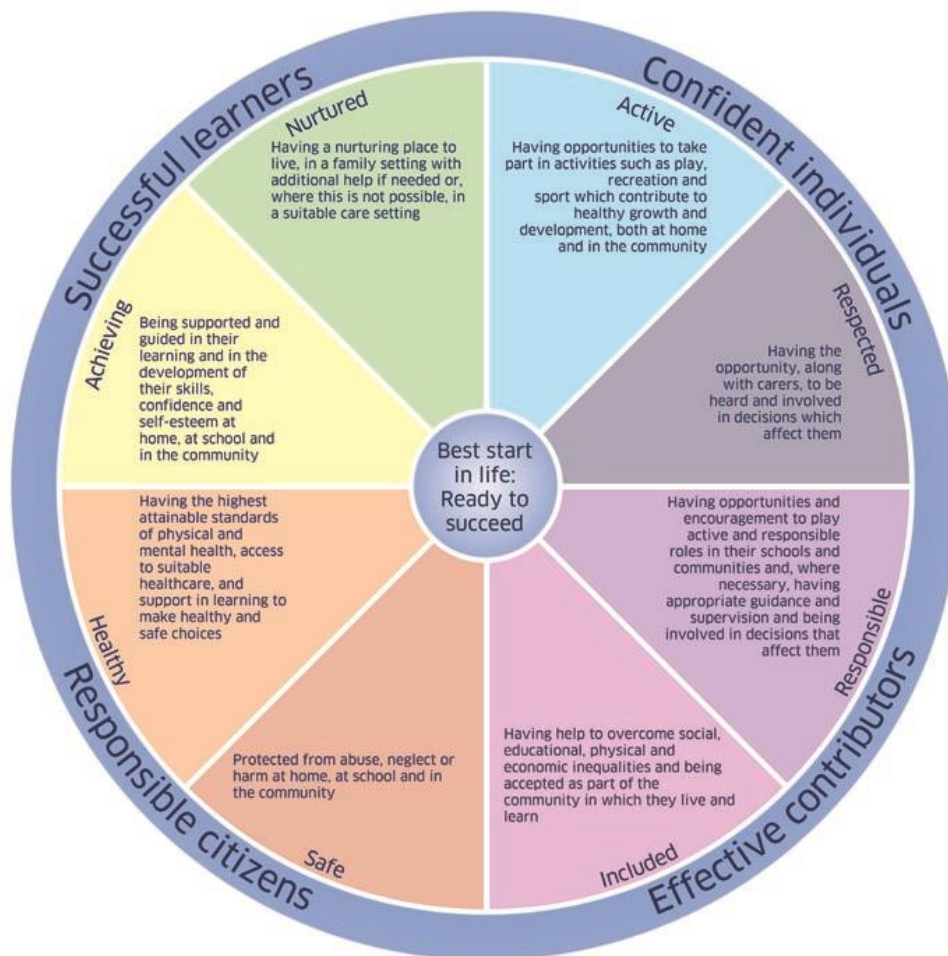 Successful learners
Confident individuals
Nurtured
Having a nurturing place to
live, in a family setting with
additional help if needed or,
where this is not possible, in
a suitable care setting
Active
Having opportunities to take
part in activities such as play,
recreation and
sport which contribute to
healthy growth and
development, both at home
and in the community
Achieving
Being supported and
guided in their
learning and in the
development of
their skills,
confidence and
self-esteem at
home, at school and
in the community
Respected
Having the
opportunity, along
with carers, to be
heard and involved
in decisions which
affect them
Best start
in life:
Ready to
succeed
Healthy
Having the highest
attainable standards
of physical and
mental health, access
to suitable
healthcare, and
support in learning to
make healthy and
safe choices
Responsible
Having opportunities and
encouragement to play
active and responsible
roles in their schools and
communities and, where
necessary, having
appropriate guidance and
supervision and being
involved in decisions that
affect them
Safe
Protected from abuse, neglect or
harm at home, at school and in
the community
Included
Having help to overcome social,
educational, physical and
economic inequalities and being
accepted as part of the
community in which they live and
learn
Responsible citizens
Effective contributors